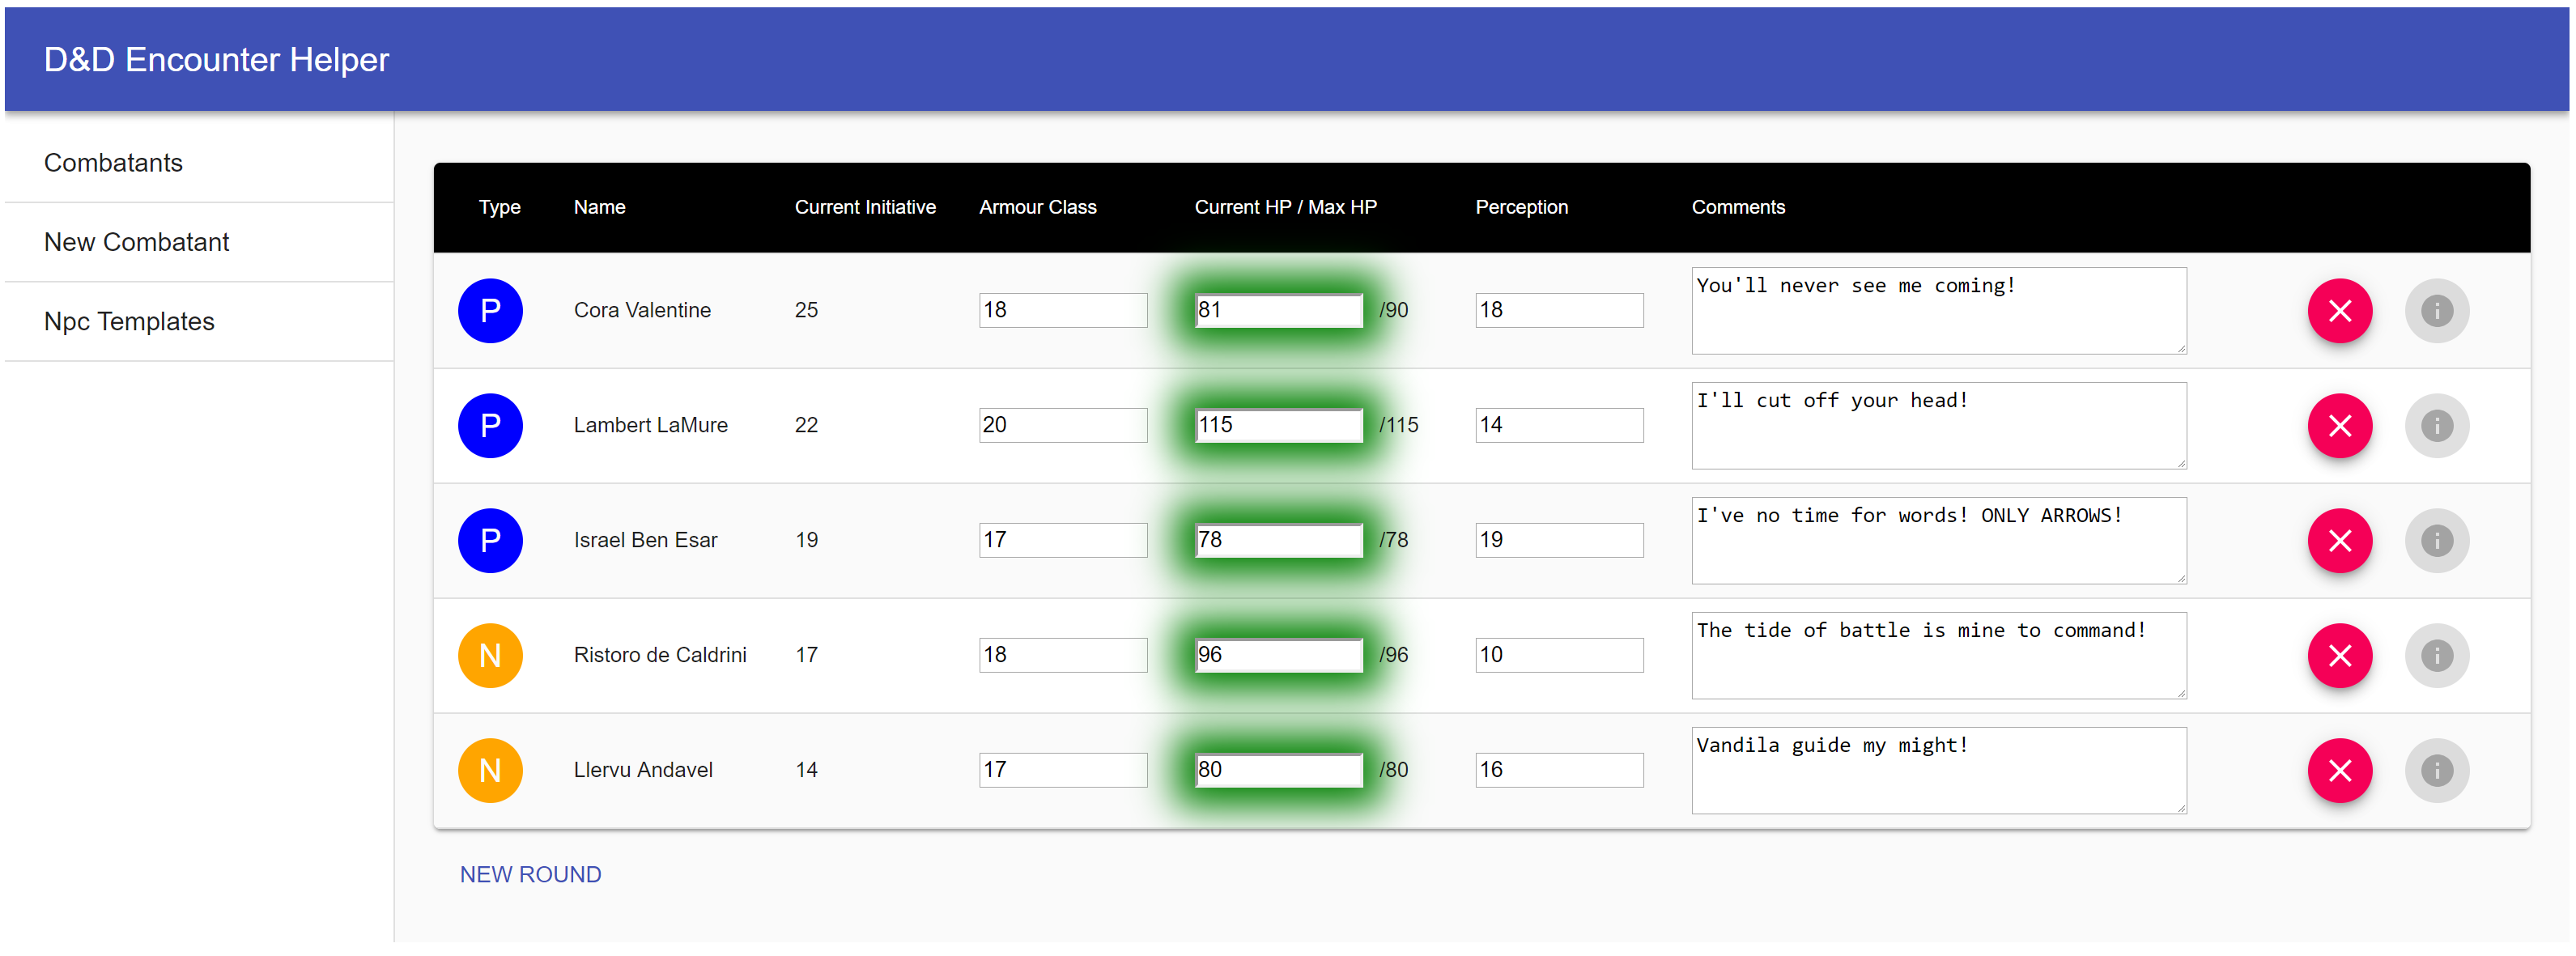 D&D Encounter Helper
Combatants
New Combatant
Npc Templates
Type Name Current Initiative Armour Class Current HP / Max HP Perception Comments
P Cora Valentine 25 18 81 /90 18 You'll never see me coming!
P Lambert LaMure 22 20 115 /115 14 I'll cut off your head!
P Israel Ben Esar 19 17 78 /78 19 I've no time for words! ONLY ARROWS!
N Ristoro de Caldrini 17 18 96 /96 10 The tide of battle is mine to command!
N Llervu Andavel 14 17 80 /80 16 Vandila guide my might!
NEW ROUND